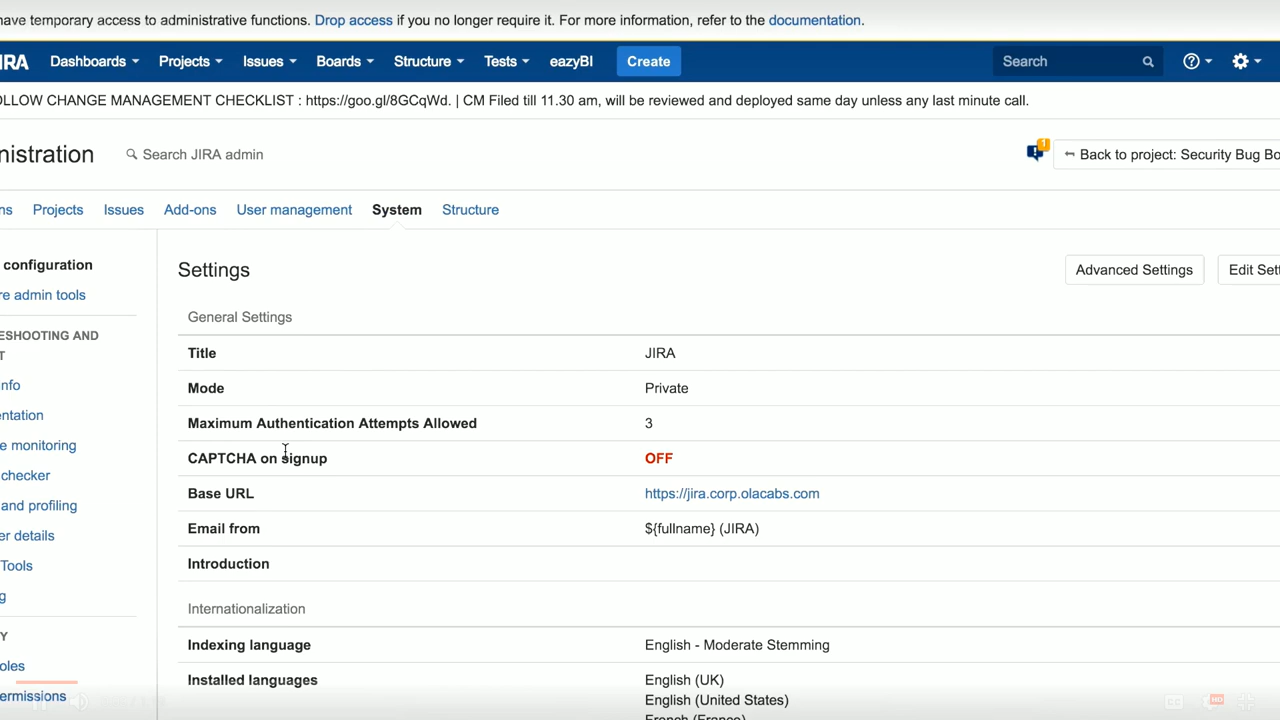 have temporary access to administrative functions. Drop access if you no longer require it. For more information, refer to the documentation.
IRA Dashboards Projects Issues Boards Structure Tests eazyBI Create Search
OLLOW CHANGE MANAGEMENT CHECKLIST : https://goo.gl/8GCqWd. | CM Filed till 11.30 am, will be reviewed and deployed same day unless any last minute call.
nistration Search JIRA admin 1 Back to project: Security Bug Bo
ns Projects Issues Add-ons User management System Structure
configuration
re admin tools
ESHOOTING AND
T
nfo
entation
e monitoring
checker
and profiling
er details
Tools
g
Y
oles
ermissions
Settings Advanced Settings Edit Sett
General Settings
Title JIRA
Mode Private
Maximum Authentication Attempts Allowed 3
CAPTCHA on signup OFF
Base URL https://jira.corp.olacabs.com
Email from ${fullname} (JIRA)
Introduction
Internationalization
Indexing language English - Moderate Stemming
Installed languages English (UK)
English (United States)
French (France)
CC HD